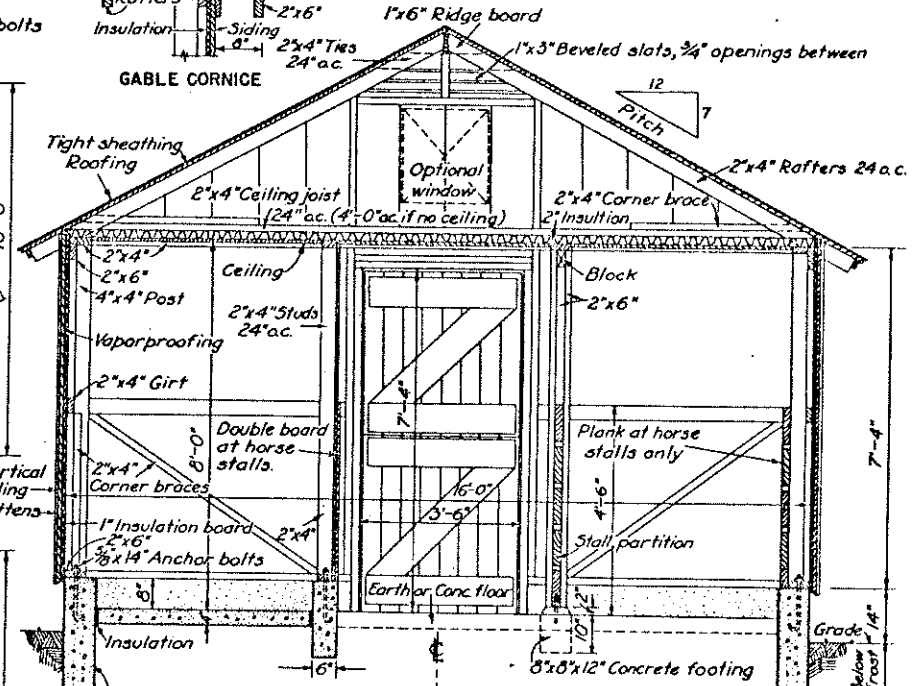 Rafters
2"x6"
bolts
Insulation
Siding
8"
GABLE CORNICE
1"x6" Ridge board
2"x4" Ties
24" o.c.
1"x3" Beveled slats, 3/4" openings between
12
7
Pitch
Tight sheathing
Roofing
2"x4" Rafters 24 o.c.
Optional
window
2"x4" Ceiling joist
24" o.c. (4'-0" oc. if no ceiling)
2"x4" Corner brace
2" Insultion
2"x4"
2"x6"
4"x4" Post
Ceiling
Block
2"x6"
2"x4" Studs
24" o.c.
Vaporproofing
2"x4" Girt
7'-4"
8'-0"
Double board
at horse
stalls.
Plank at horse
stalls only
7'-4"
2"x4"
Corner braces
4'-6"
16'-0"
3'-6"
1" Insulation board
2"x6"
5/8 x 14" Anchor bolts
2"x4"
Stall partition
8"
Earth or Conc floor
2"
10"
Insulation
Grade
14"
6"
8"x8"x12" Concrete footing